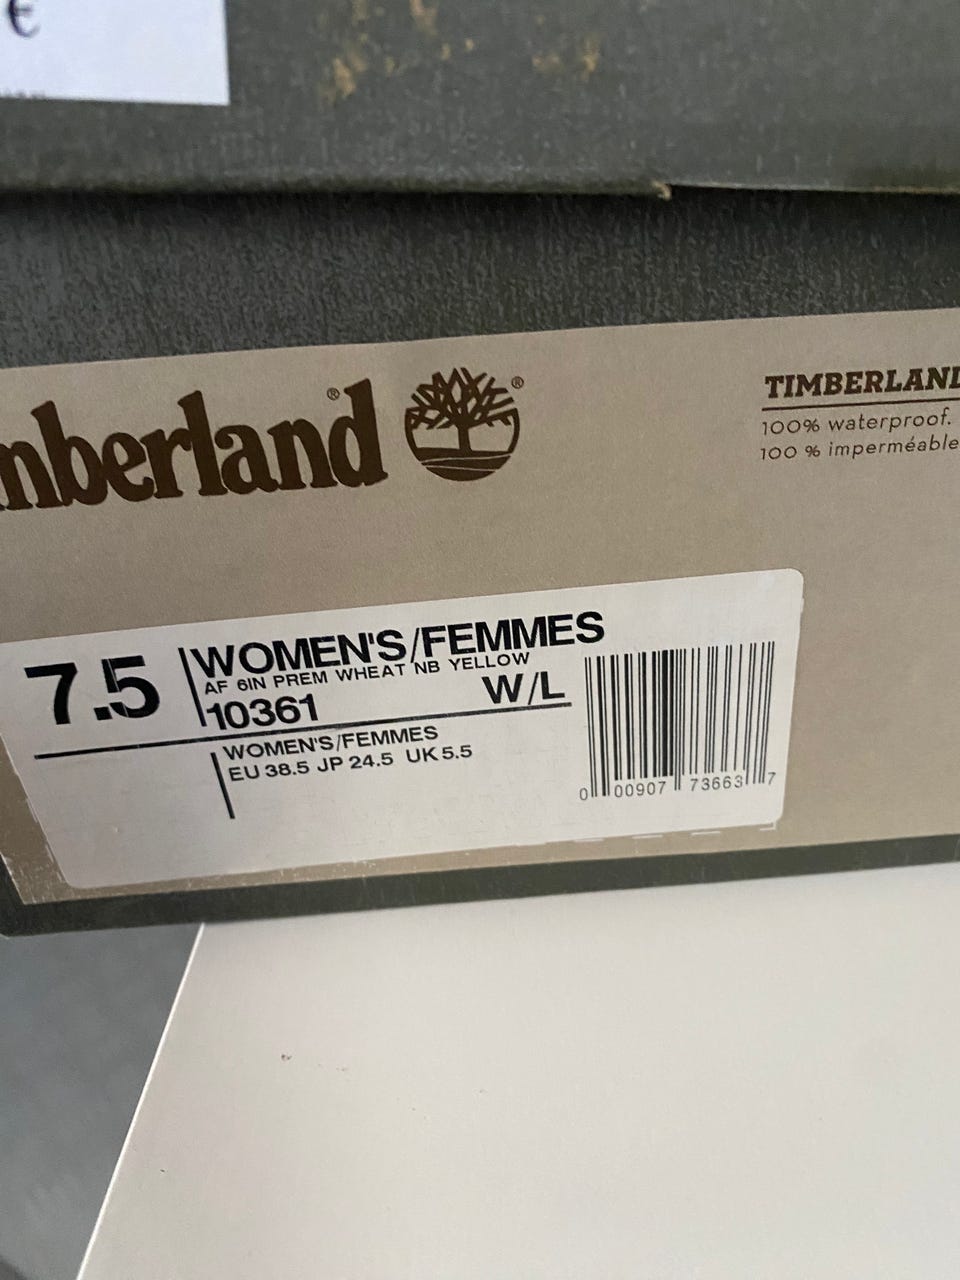 €
mberland®
®
TIMBERLAND
100% waterproof.
100 % imperméable
7.5
WOMEN'S/FEMMES
AF 6IN PREM WHEAT NB YELLOW
10361 W/L
WOMEN'S/FEMMES
EU 38.5 JP 24.5 UK 5.5
0 00907 73663 7